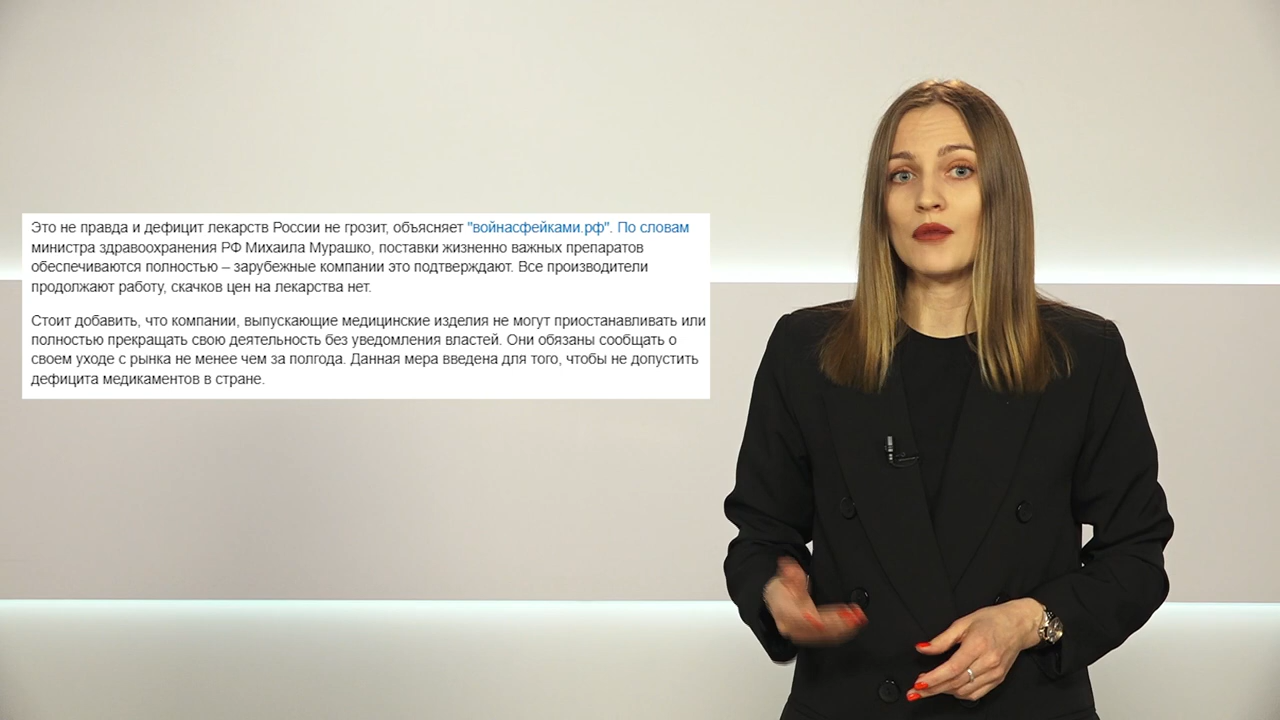 Это не правда и дефицит лекарств России не грозит, объясняет "войнасфейками.рф". По словам
министра здравоохранения РФ Михаила Мурашко, поставки жизненно важных препаратов
обеспечиваются полностью – зарубежные компании это подтверждают. Все производители
продолжают работу, скачков цен на лекарства нет.
Стоит добавить, что компании, выпускающие медицинские изделия не могут приостанавливать или
полностью прекращать свою деятельность без уведомления властей. Они обязаны сообщать о
своем уходе с рынка не менее чем за полгода. Данная мера введена для того, чтобы не допустить
дефицита медикаментов в стране.